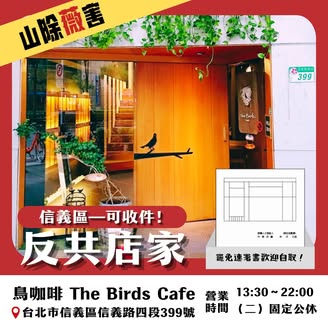 山除薇害
399
The Birds
信義區—可收件!
反共店家
罷免連署書歡迎自取!
鳥咖啡 The Birds Cafe
台北市信義區信義路四段399號
營業時間
13:30~22:00
(二)固定公休